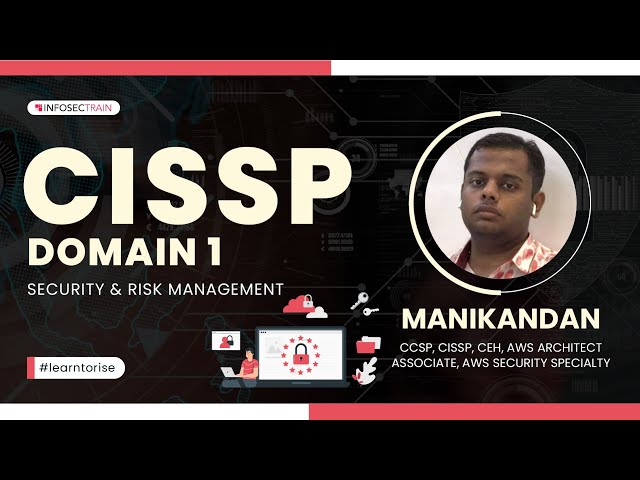 INFOSECTRAIN
CISSP
DOMAIN 1
SECURITY & RISK MANAGEMENT
#learntorise
MANIKANDAN
CCSP, CISSP, CEH, AWS ARCHITECT
ASSOCIATE, AWS SECURITY SPECIALTY